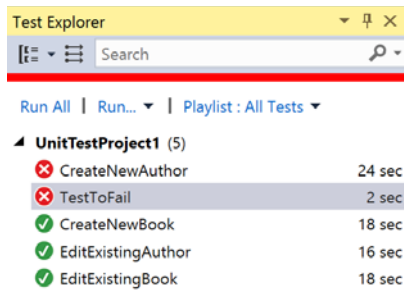 Test Explorer
Search
Run All | Run... | Playlist : All Tests
UnitTestProject1 (5)
CreateNewAuthor 24 sec
TestToFail 2 sec
CreateNewBook 18 sec
EditExistingAuthor 16 sec
EditExistingBook 18 sec